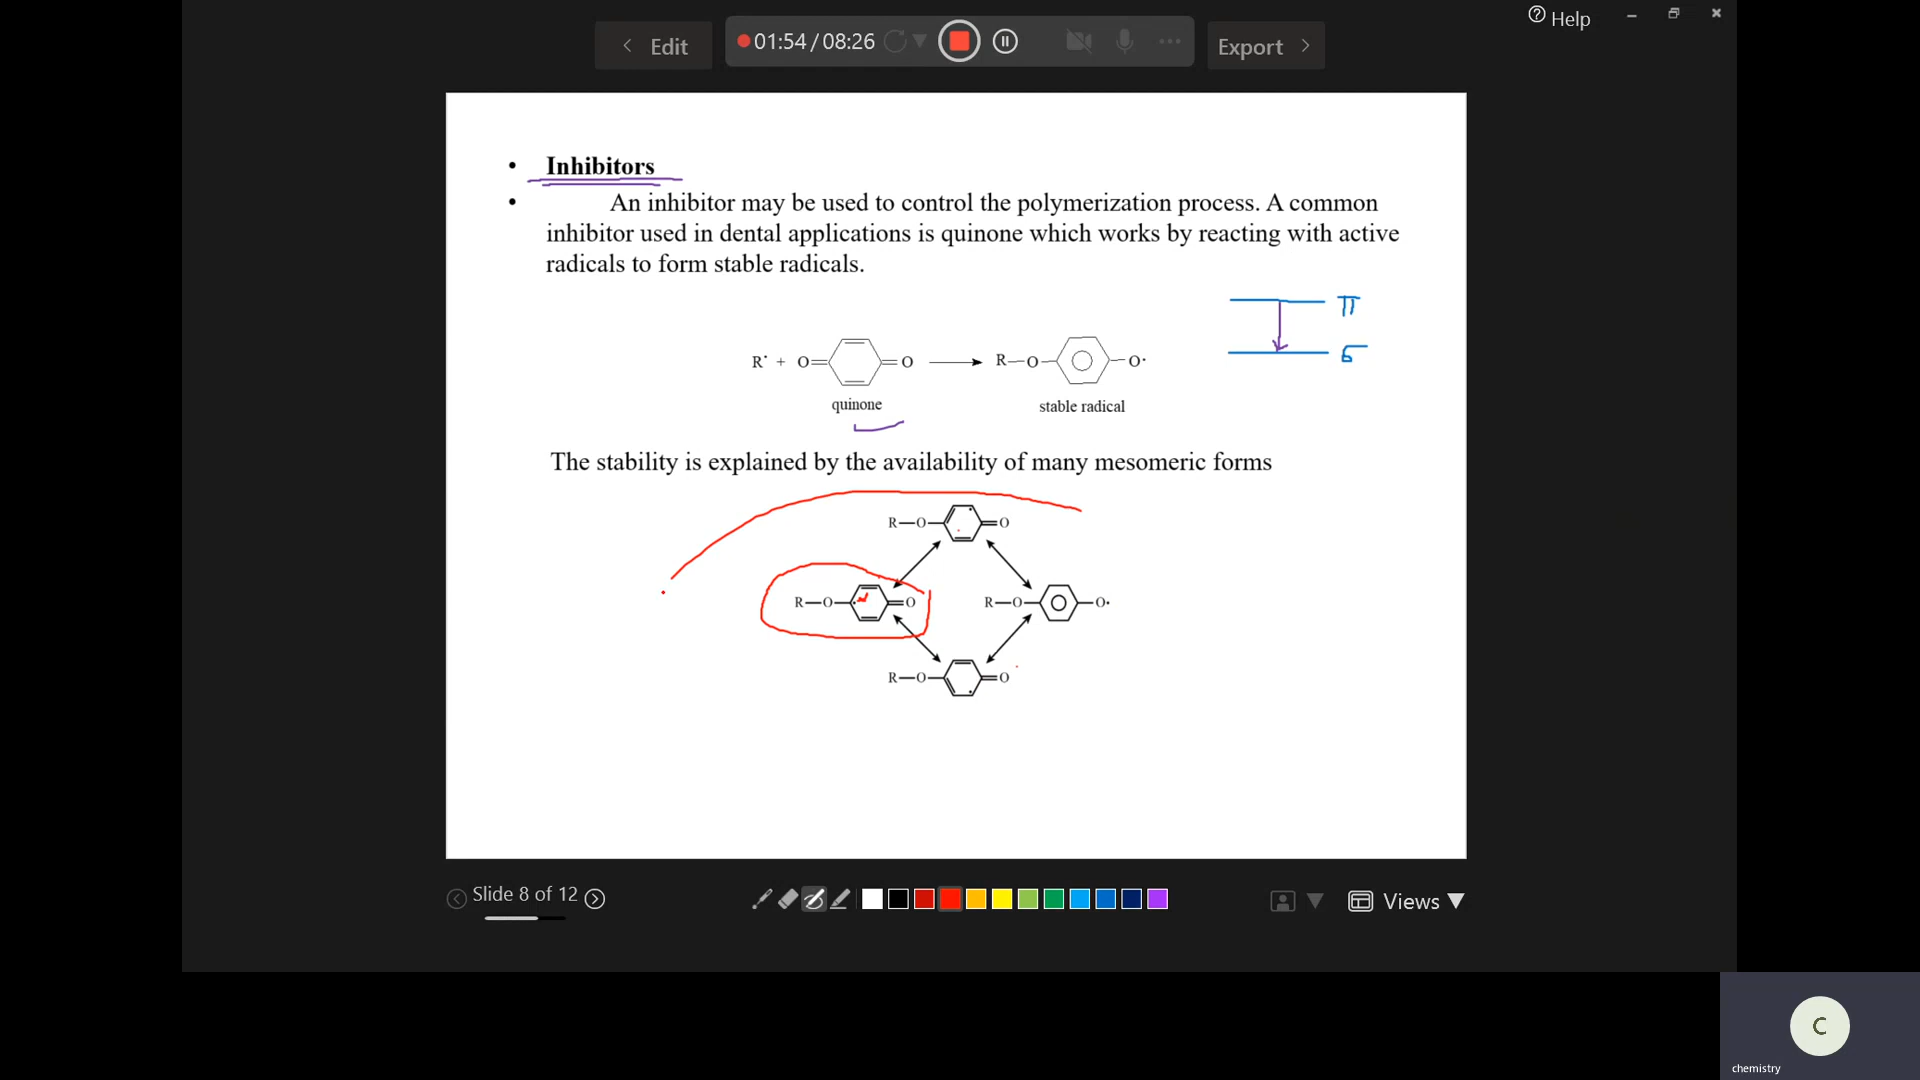 Help
Edit
01:54 / 08:26
Export
• Inhibitors
• An inhibitor may be used to control the polymerization process. A common
inhibitor used in dental applications is quinone which works by reacting with active
radicals to form stable radicals.
π
σ
R· + O= =O → R—O— —O·
quinone
stable radical
The stability is explained by the availability of many mesomeric forms
R—O— =O
R—O— =O
R—O— —O·
R—O— =O
Slide 8 of 12
Views
C
chemistry